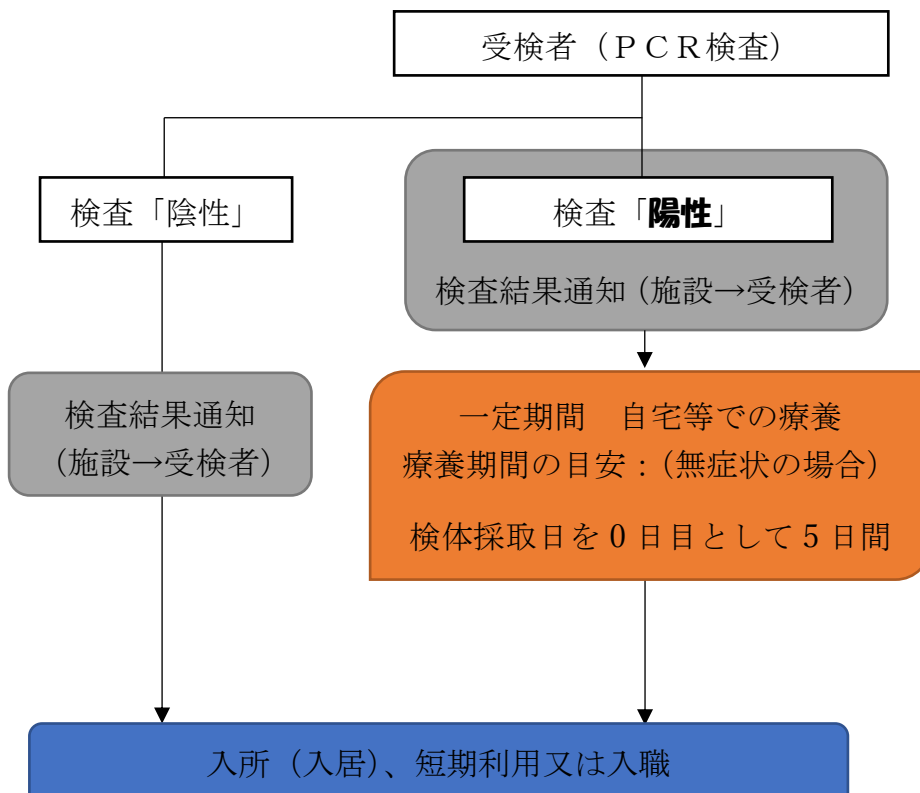 受検者（ＰＣＲ検査）
検査「陰性」
検査「陽性」
検査結果通知（施設→受検者）
検査結果通知
（施設→受検者）
一定期間　自宅等での療養
療養期間の目安：（無症状の場合）
検体採取日を０日目として５日間
入所（入居）、短期利用又は入職